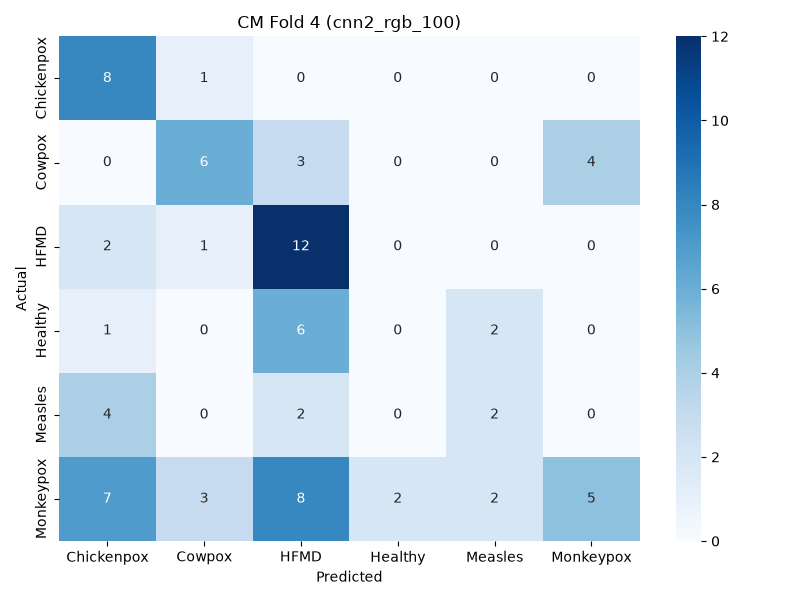 CM Fold 4 (cnn2_rgb_100)
Actual
Chickenpox 8 1 0 0 0 0
Cowpox 0 6 3 0 0 4
HFMD 2 1 12 0 0 0
Healthy 1 0 6 0 2 0
Measles 4 0 2 0 2 0
Monkeypox 7 3 8 2 2 5
Chickenpox Cowpox HFMD Healthy Measles Monkeypox
Predicted
12
10
8
6
4
2
0